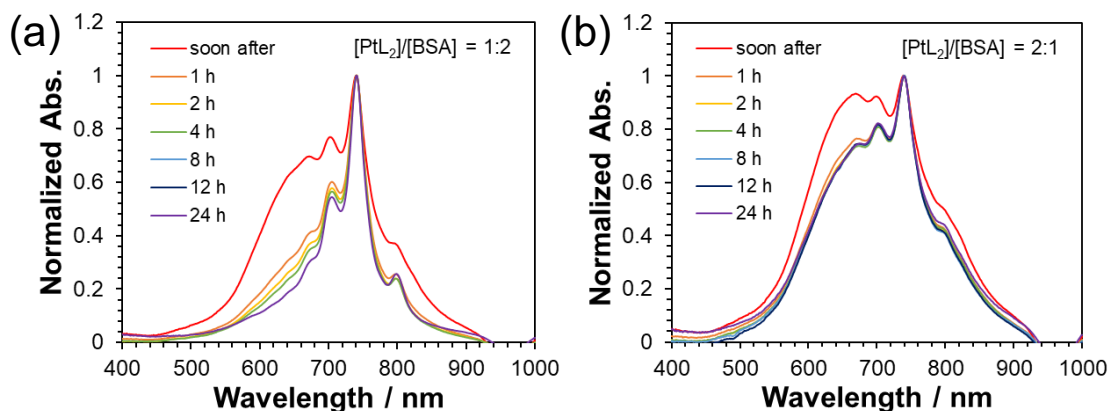 (a)
1.2
1
0.8
0.6
0.4
0.2
0
Normalized Abs.
soon after
1 h
2 h
4 h
8 h
12 h
24 h
[PtL₂]/[BSA] = 1:2
400 500 600 700 800 900 1000
Wavelength / nm
(b)
1.2
1
0.8
0.6
0.4
0.2
0
Normalized Abs.
soon after
1 h
2 h
4 h
8 h
12 h
24 h
[PtL₂]/[BSA] = 2:1
400 500 600 700 800 900 1000
Wavelength / nm